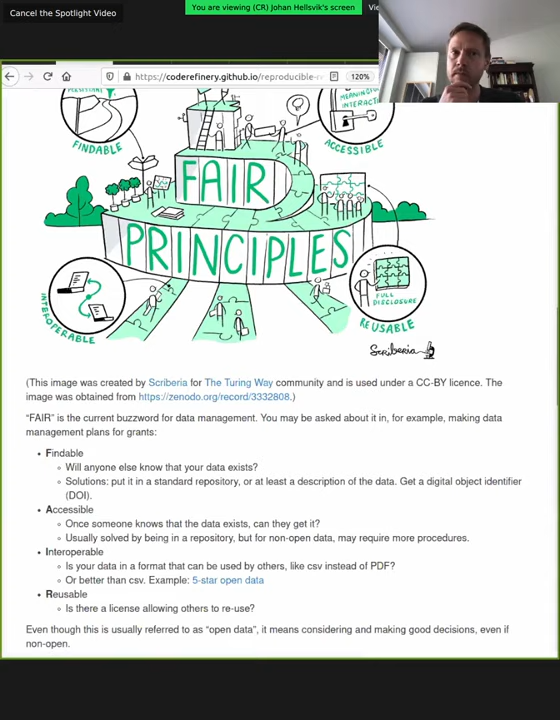 Cancel the Spotlight Video
You are viewing (CR) Johan Hellsvik's screen
https://coderefinery.github.io/reproducible-r
120%
FINDABLE
ACCESSIBLE
FAIR
PRINCIPLES
INTEROPERABLE
FULL
DISCLOSURE
REUSABLE
Scriberia
(This image was created by Scriberia for The Turing Way community and is used under a CC-BY licence. The
image was obtained from https://zenodo.org/record/3332808.)
“FAIR” is the current buzzword for data management. You may be asked about it in, for example, making data
management plans for grants:
• Findable
◦ Will anyone else know that your data exists?
◦ Solutions: put it in a standard repository, or at least a description of the data. Get a digital object identifier
(DOI).
• Accessible
◦ Once someone knows that the data exists, can they get it?
◦ Usually solved by being in a repository, but for non-open data, may require more procedures.
• Interoperable
◦ Is your data in a format that can be used by others, like csv instead of PDF?
◦ Or better than csv. Example: 5-star open data
• Reusable
◦ Is there a license allowing others to re-use?
Even though this is usually referred to as “open data”, it means considering and making good decisions, even if
non-open.